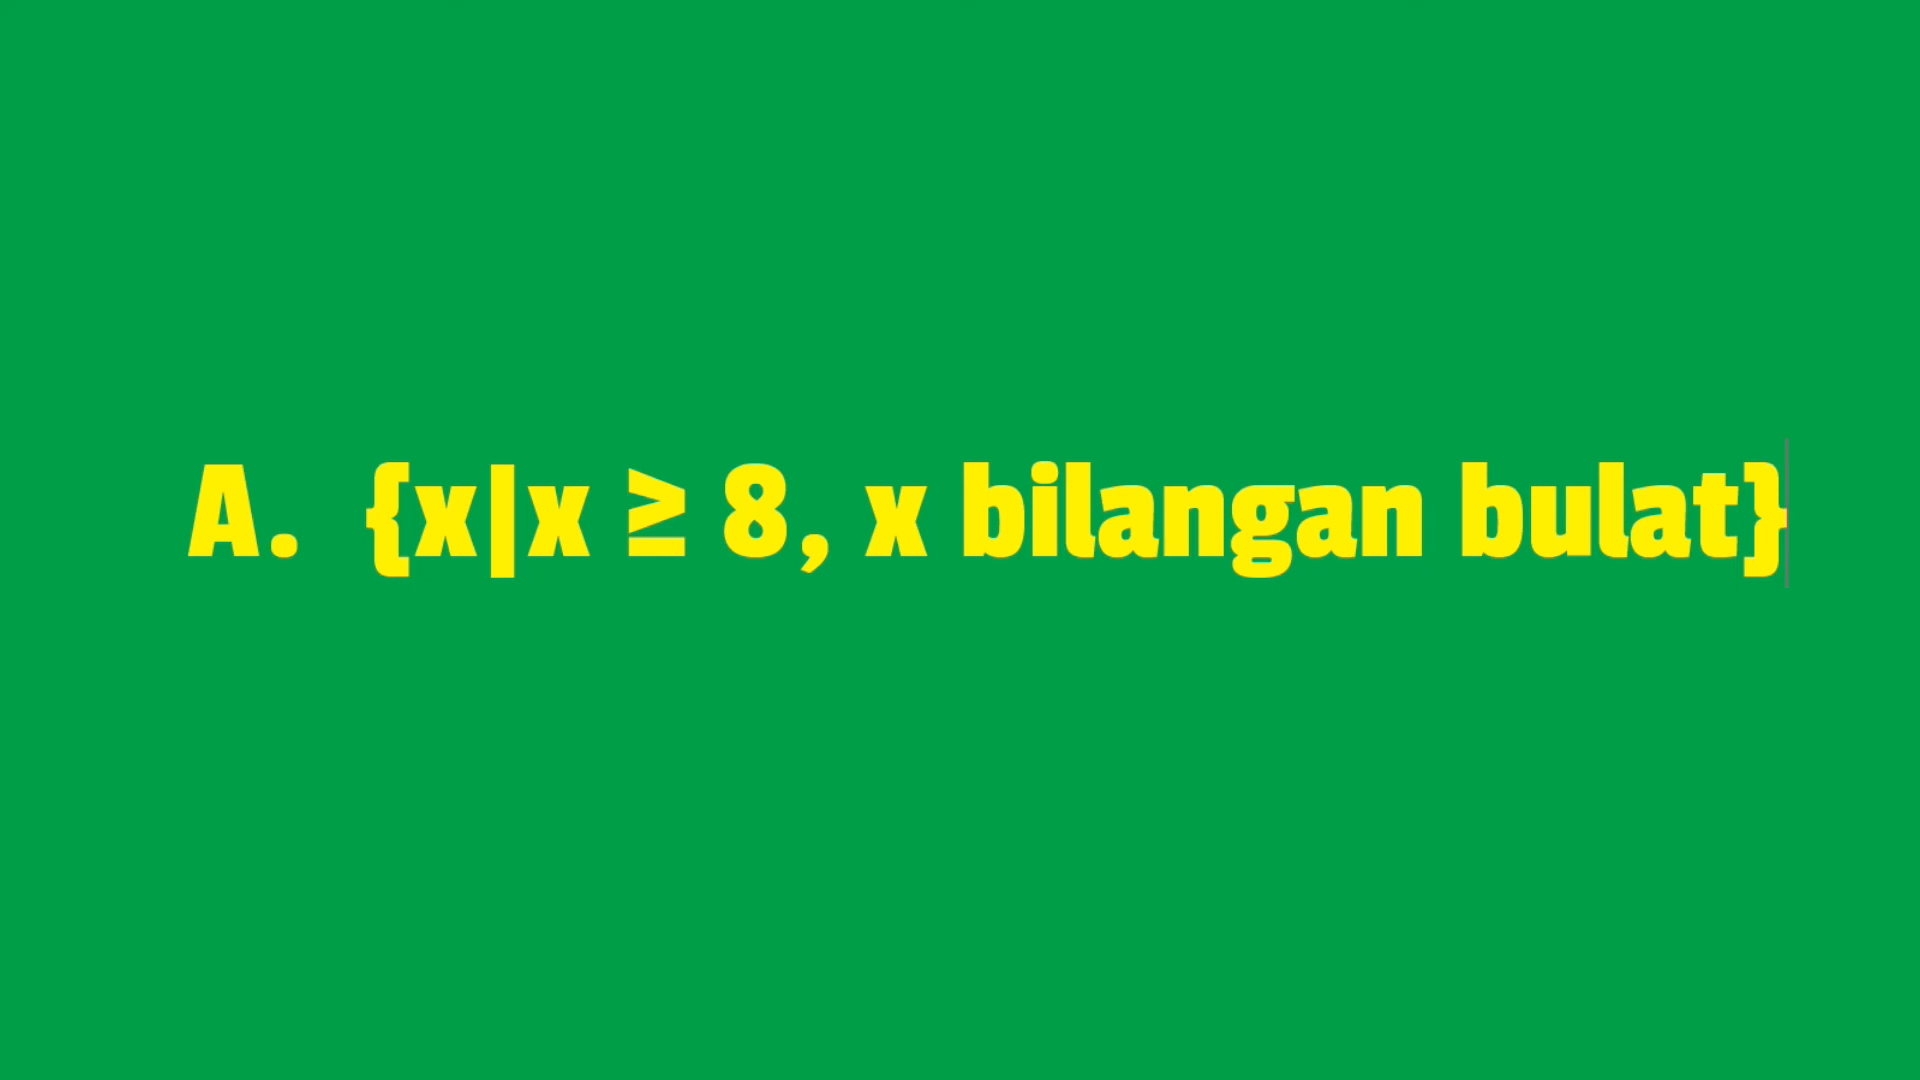 A. {x|x ≥ 8, x bilangan bulat}